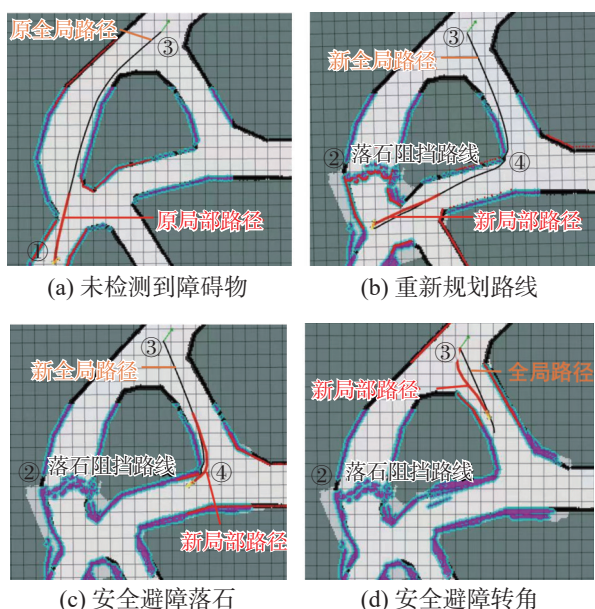 原全局路径
③
原局部路径
①
(a) 未检测到障碍物
③
新全局路径
②
落石阻挡路线
④
新局部路径
(b) 重新规划路线
③
新全局路径
②
落石阻挡路线
④
新局部路径
(c) 安全避障落石
③
全局路径
新局部路径
②
落石阻挡路线
(d) 安全避障转角